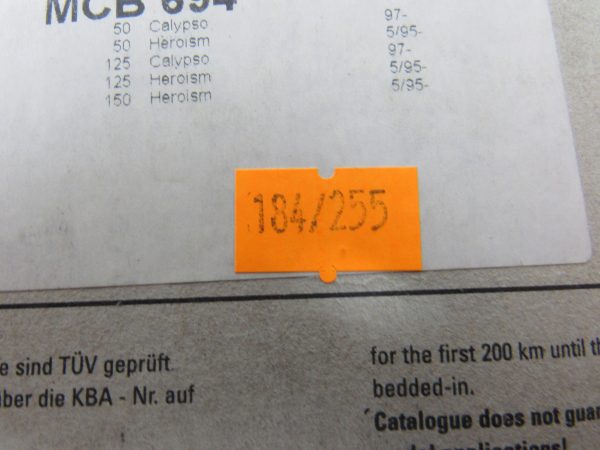 MCB 694
50 Calypso 97-
50 Heroism 5/95-
125 Calypso 97-
125 Heroism 5/95-
150 Heroism 5/95-
184/255
e sind TÜV geprüft.
über die KBA - Nr. auf
for the first 200 km until th
bedded-in.
Catalogue does not guar
applications!